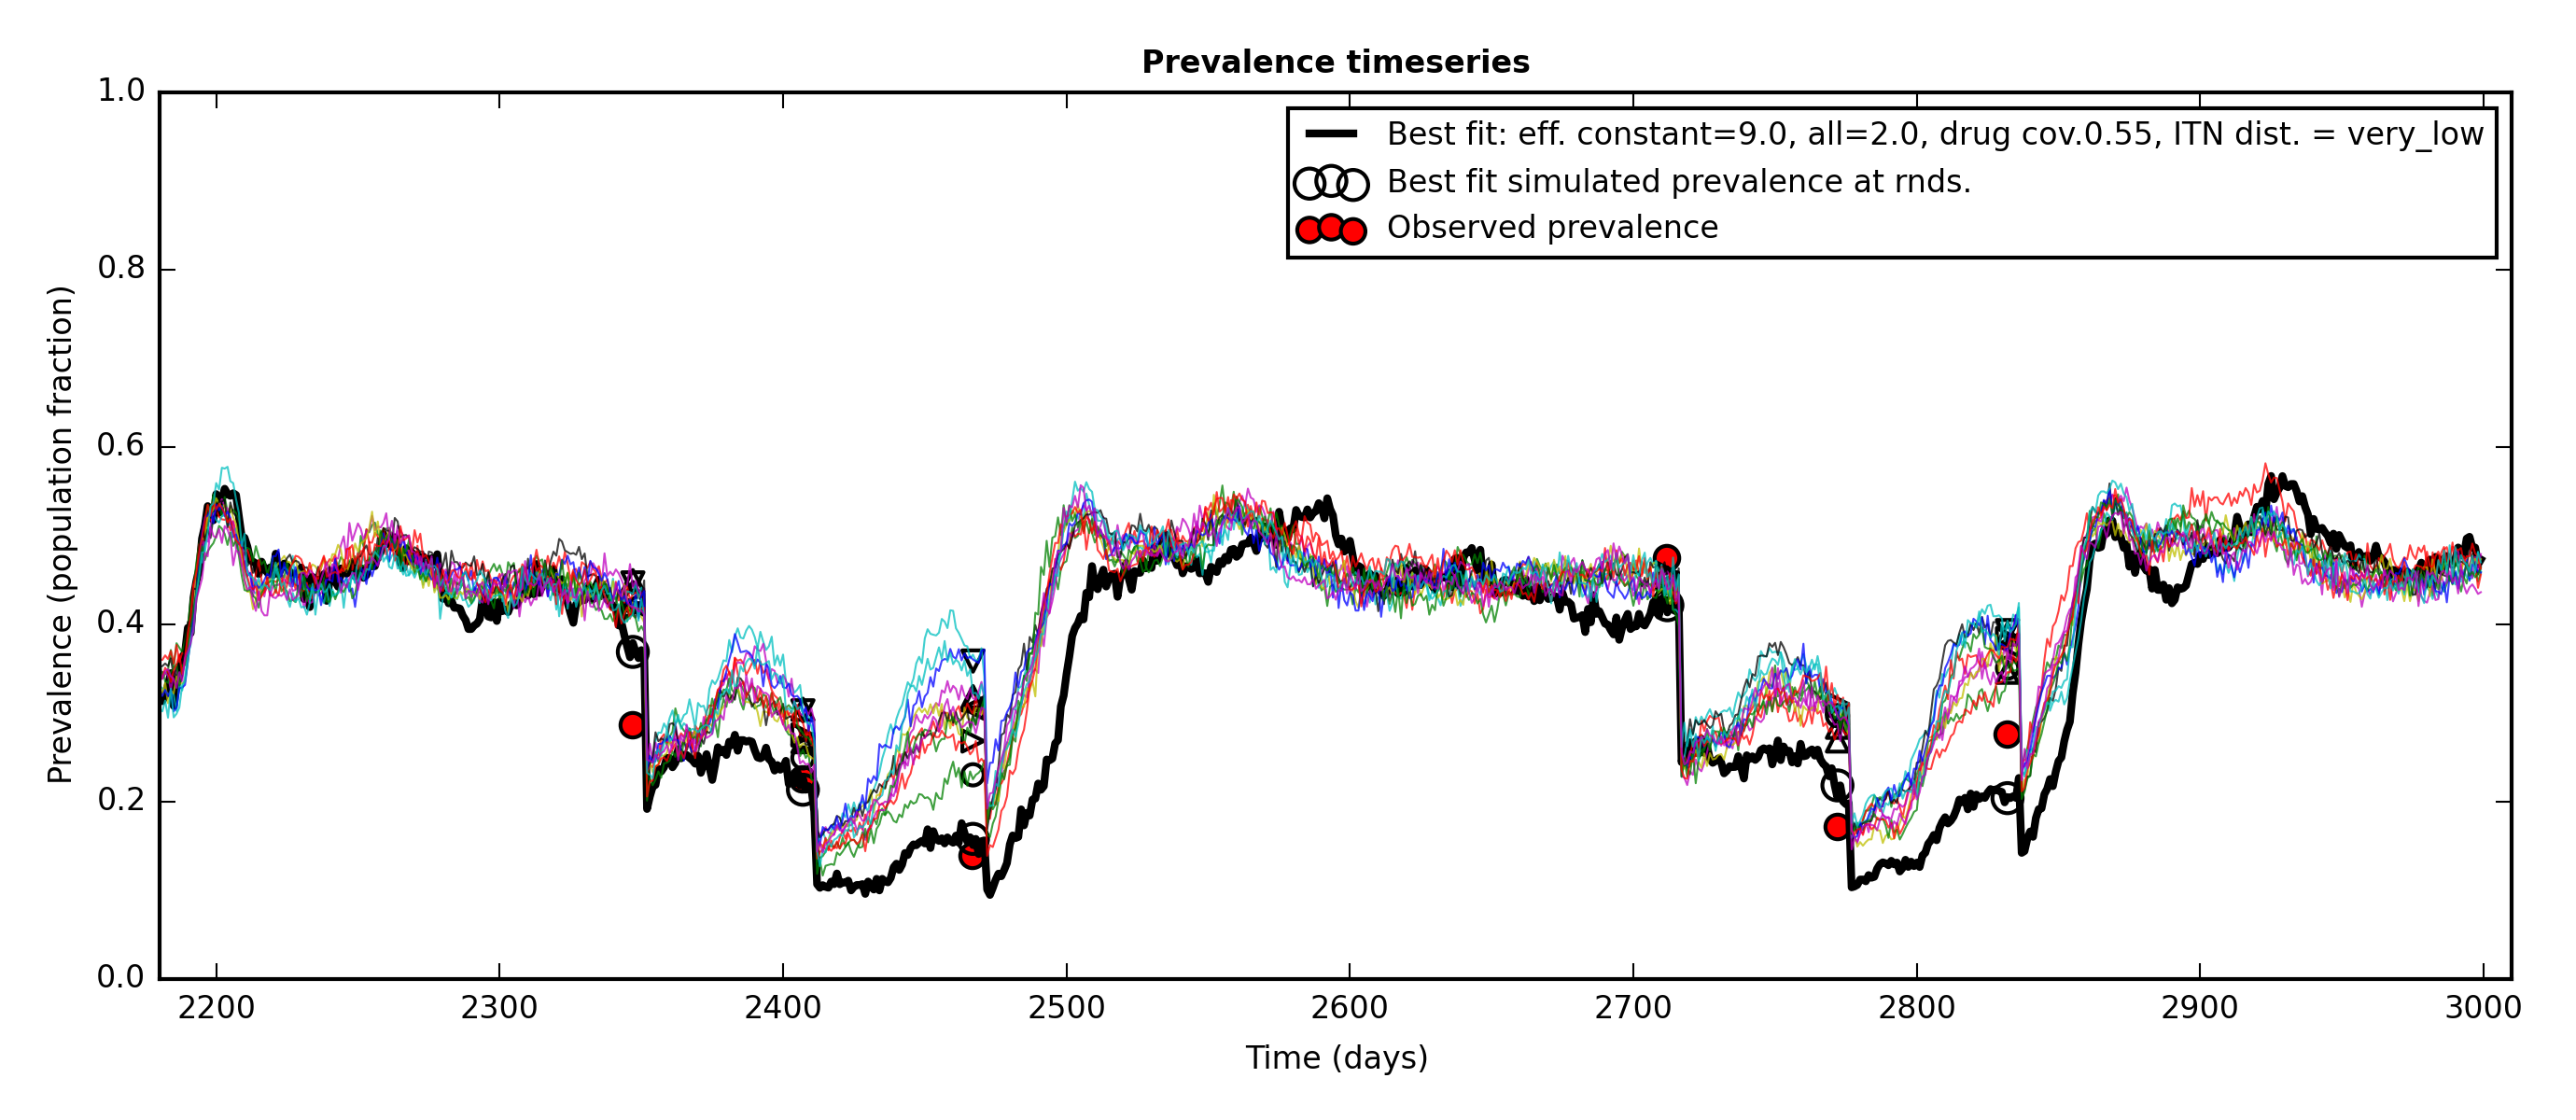 Prevalence timeseries
Best fit: eff. constant=9.0, all=2.0, drug cov.0.55, ITN dist. = very_low
Best fit simulated prevalence at rnds.
Observed prevalence
Prevalence (population fraction)
1.0
0.8
0.6
0.4
0.2
0.0
2200 2300 2400 2500 2600 2700 2800 2900 3000
Time (days)